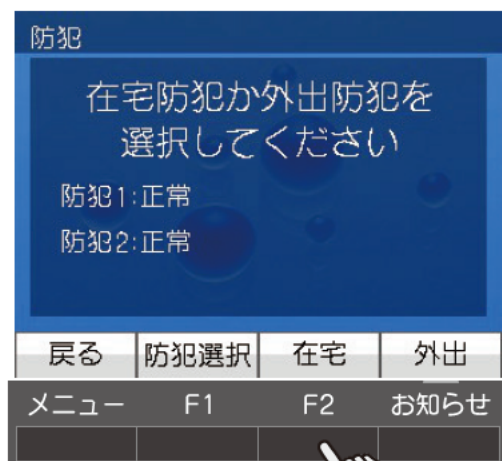 防犯
在宅防犯か外出防犯を
選択してください
防犯1:正常
防犯2:正常
戻る 防犯選択 在宅 外出
メニュー F1 F2 お知らせ